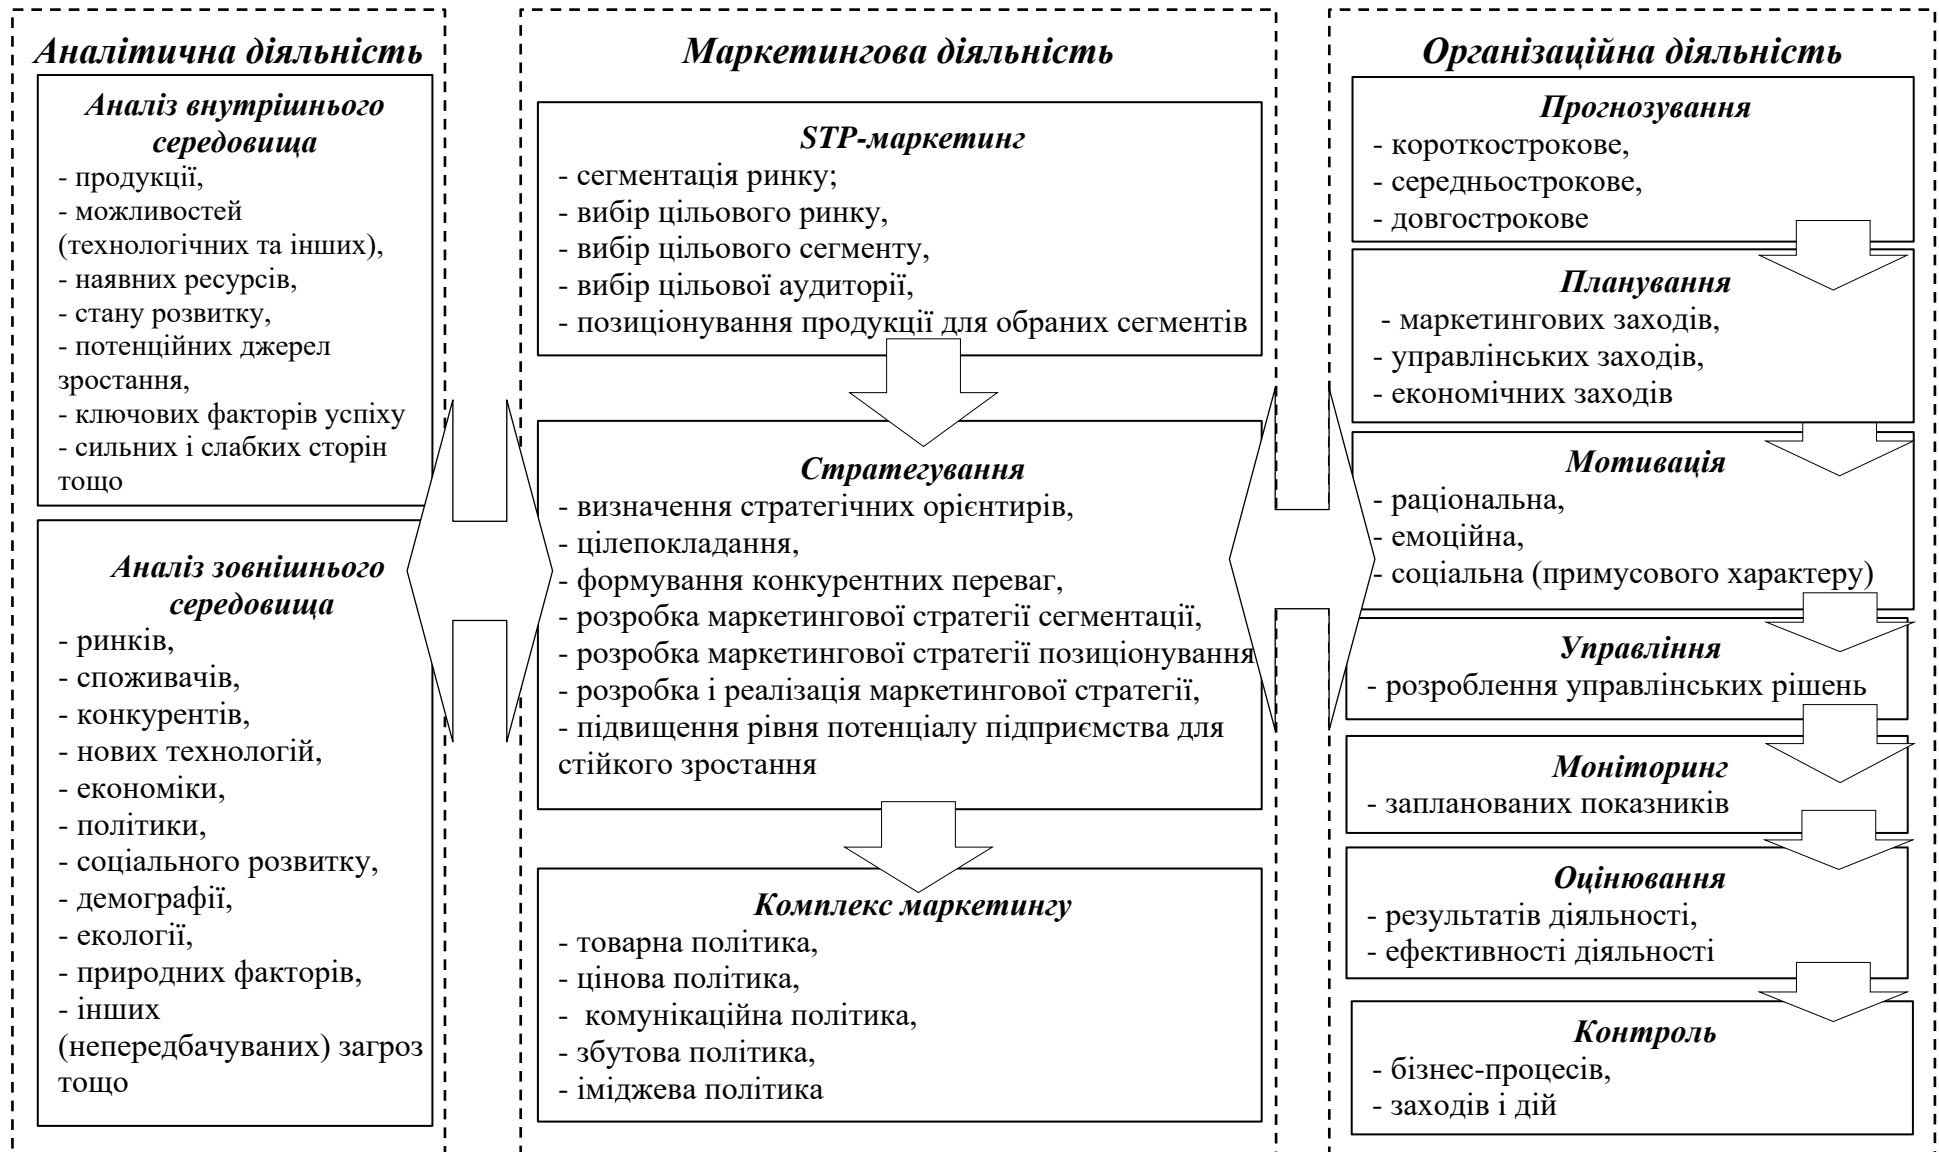 Аналітична діяльність
Аналіз внутрішнього
середовища
- продукції,
- можливостей
(технологічних та інших),
- наявних ресурсів,
- стану розвитку,
- потенційних джерел
зростання,
- ключових факторів успіху
- сильних і слабких сторін
тощо
Аналіз зовнішнього
середовища
- ринків,
- споживачів,
- конкурентів,
- нових технологій,
- економіки,
- політики,
- соціального розвитку,
- демографії,
- екології,
- природних факторів,
- інших
(непередбачуваних) загроз
тощо
Маркетингова діяльність
STP-маркетинг
- сегментація ринку;
- вибір цільового ринку,
- вибір цільового сегменту,
- вибір цільової аудиторії,
- позиціонування продукції для обраних сегментів
Стратегування
- визначення стратегічних орієнтирів,
- цілепокладання,
- формування конкурентних переваг,
- розробка маркетингової стратегії сегментації,
- розробка маркетингової стратегії позиціонування
- розробка і реалізація маркетингової стратегії,
- підвищення рівня потенціалу підприємства для
стійкого зростання
Комплекс маркетингу
- товарна політика,
- цінова політика,
- комунікаційна політика,
- збутова політика,
- іміджева політика
Організаційна діяльність
Прогнозування
- короткострокове,
- середньострокове,
- довгострокове
Планування
- маркетингових заходів,
- управлінських заходів,
- економічних заходів
Мотивація
- раціональна,
- емоційна,
- соціальна (примусового характеру)
Управління
- розроблення управлінських рішень
Моніторинг
- запланованих показників
Оцінювання
- результатів діяльності,
- ефективності діяльності
Контроль
- бізнес-процесів,
- заходів і дій